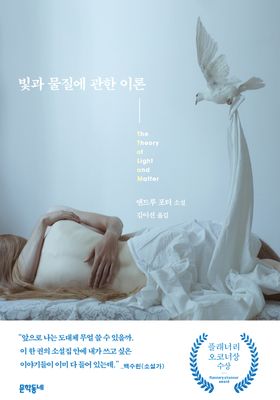 빛과 물질에 관한 이론
The
Theory
of
Light
and
Matter
앤드루 포터 소설
김이선 옮김
"앞으로 나는 도대체 무얼 쓸 수 있을까.
이 한 권의 소설집 안에 내가 쓰고 싶은
이야기들이 이미 다 들어 있는데." _백수린(소설가)
플래너리
오코너상
수상
flannery o'connor
award
문학동네